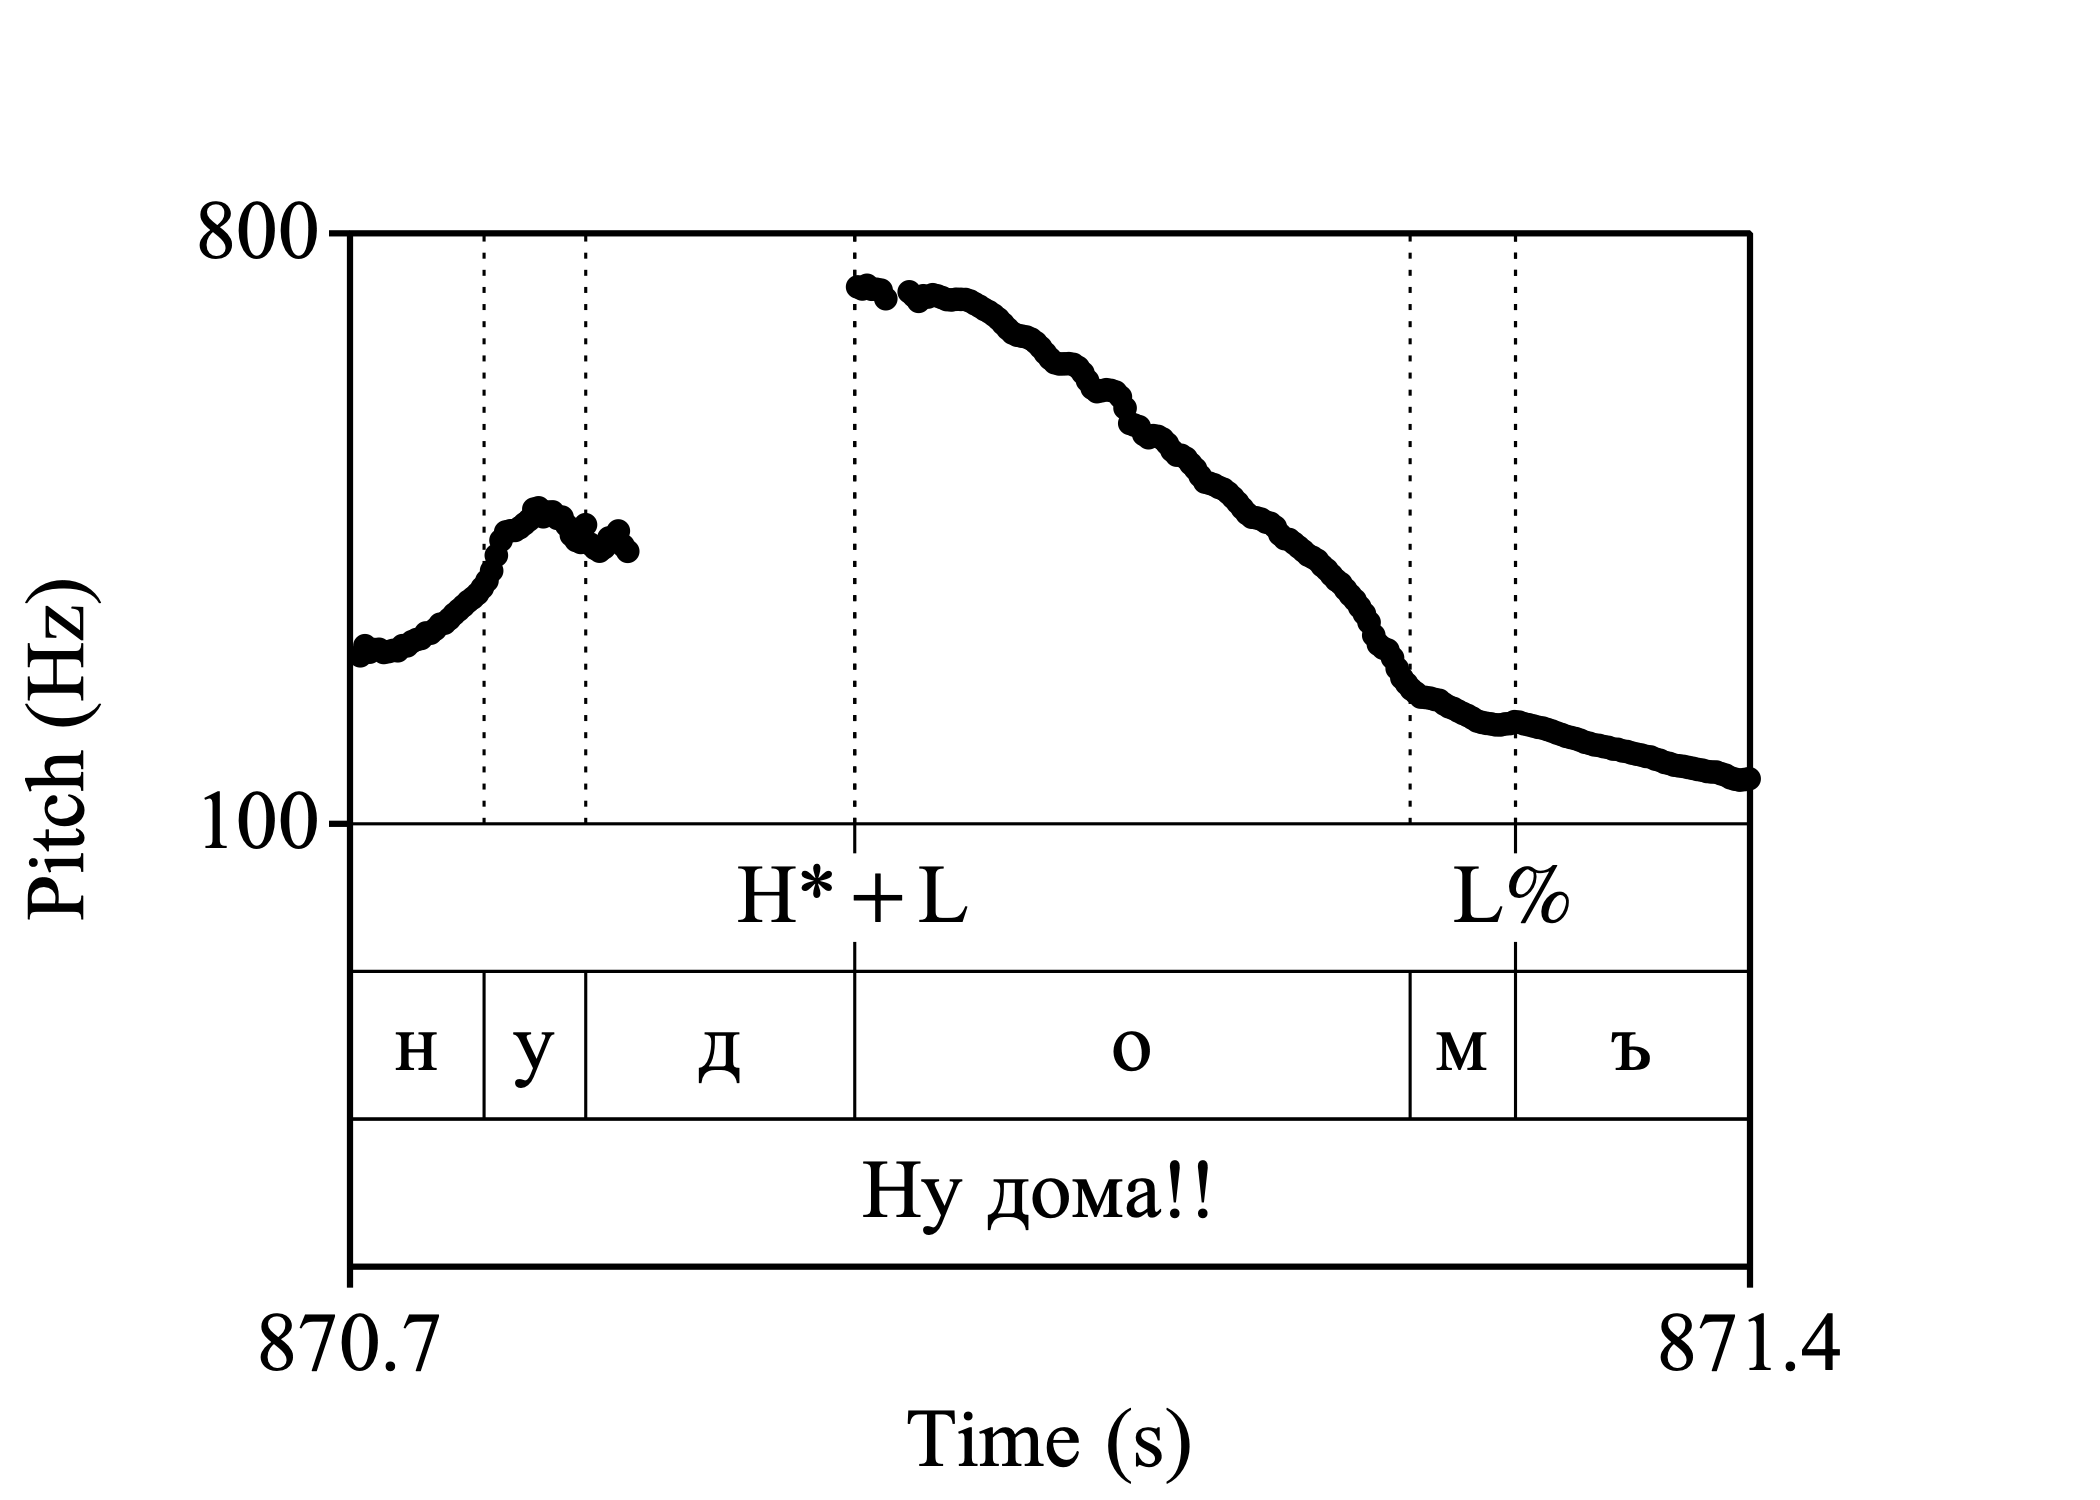 800
Pitch (Hz)
100
H*+L L%
н у д о м ъ
Ну дома!!
870.7 871.4
Time (s)